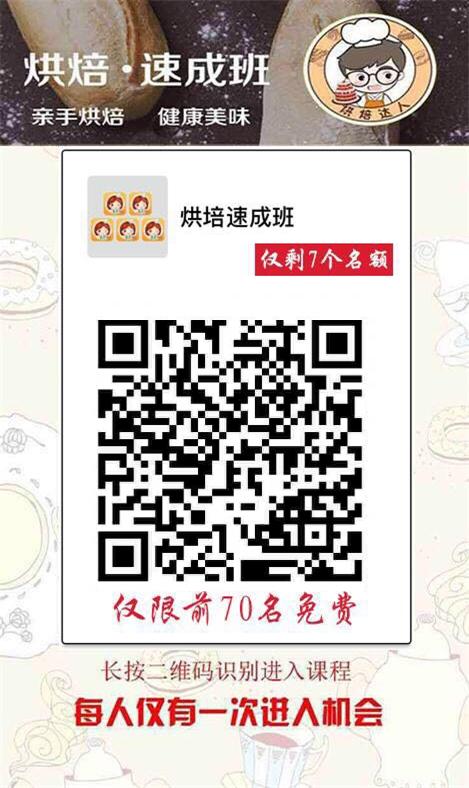 烘焙·速成班
亲手烘焙 健康美味
烘焙达人
烘培速成班
仅剩7个名额
仅限前70名免费
长按二维码识别进入课程
每人仅有一次进入机会